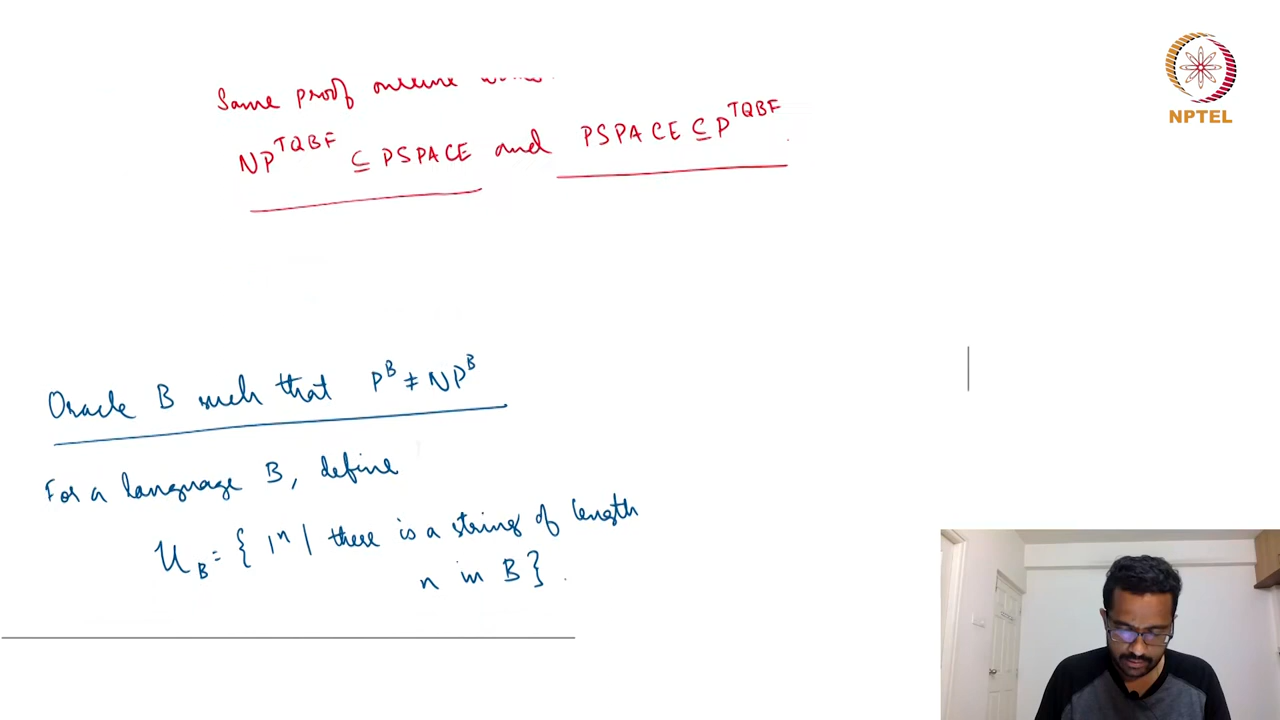 Same proof outline
NP^TQBF ⊆ PSPACE and PSPACE ⊆ P^TQBF.
NPTEL
Oracle B such that P^B ≠ NP^B
For a language B, define
U_B = { 1^n | there is a string of length
n in B }.